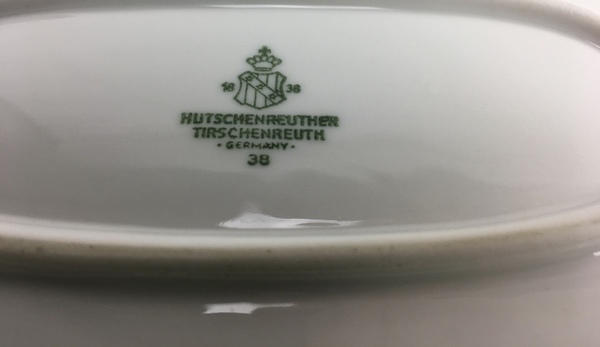 18 38
HUTSCHENREUTHER
TIRSCHENREUTH
· GERMANY ·
38